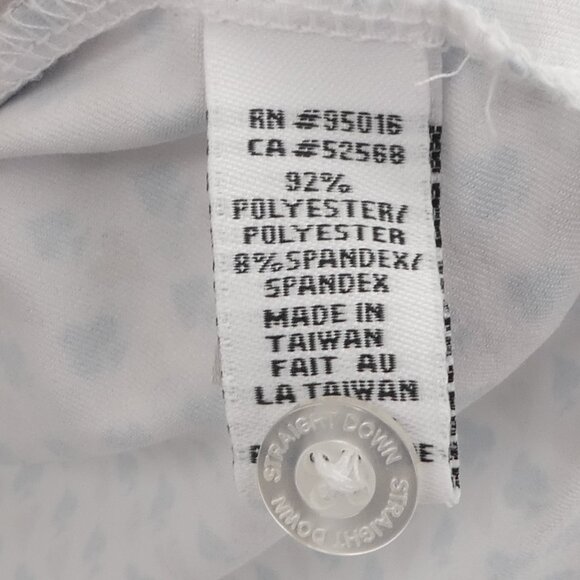 RN #95016
CA #52568
92%
POLYESTER/
POLYESTER
8%SPANDEX/
SPANDEX
MADE IN
TAIWAN
FAIT AU
LA TAIWAN
STRAIGHT DOWN
STRAIGHT DOWN